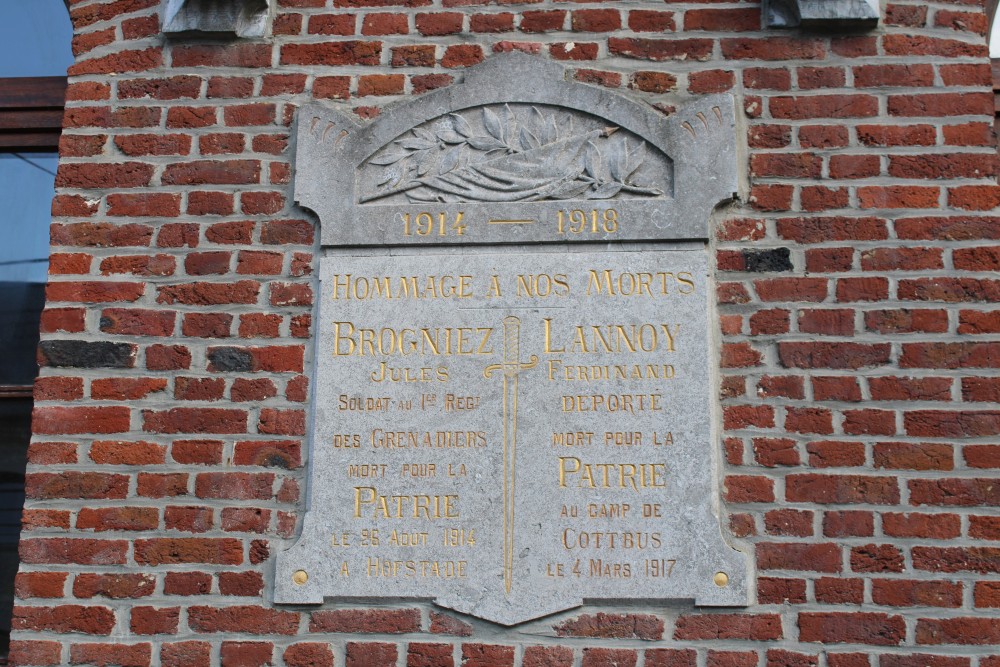 1914 — 1918
HOMMAGE À NOS MORTS
BROGNIEZ
JULES
SOLDAT AU 1ER REGT
DES GRENADIERS
MORT POUR LA
PATRIE
LE 26 AOUT 1914
A HOFSTADE
LANNOY
FERDINAND
DÉPORTÉ
MORT POUR LA
PATRIE
AU CAMP DE
COTTBUS
LE 4 MARS 1917